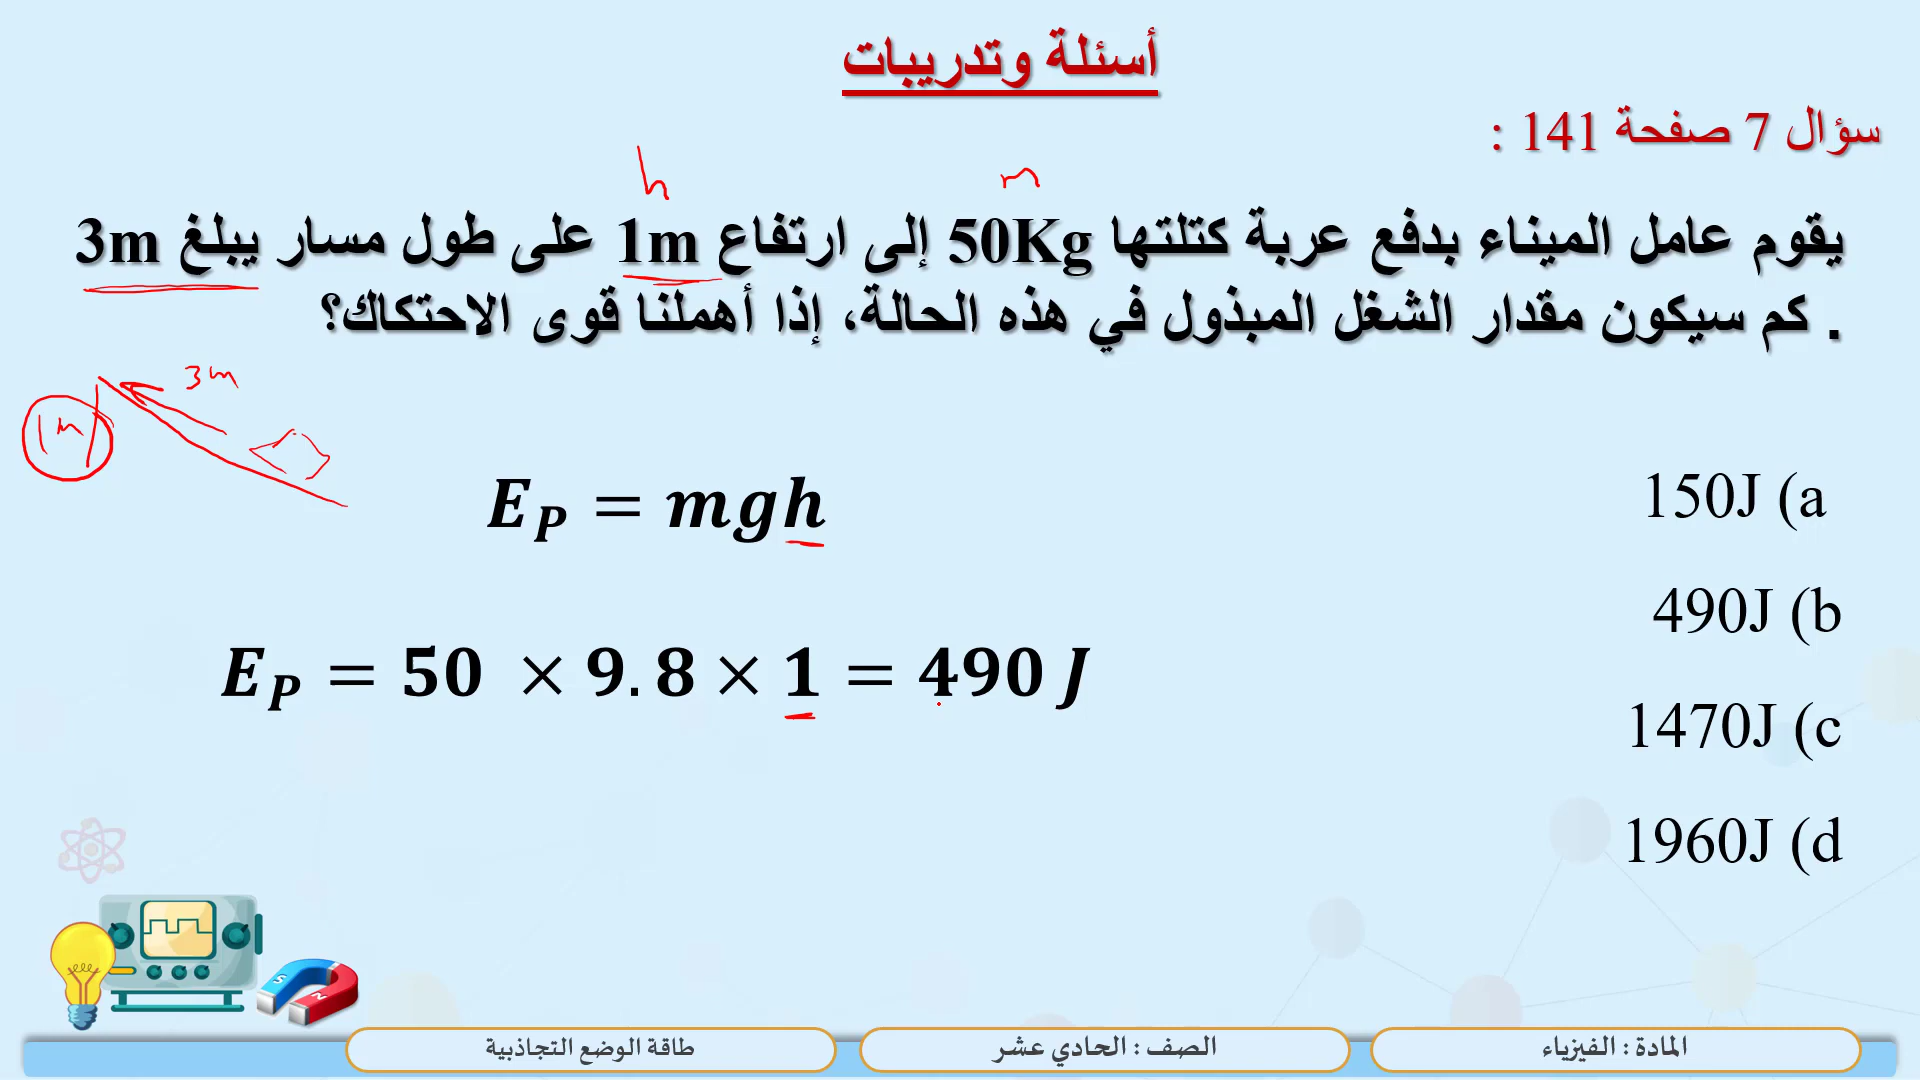 أسئلة وتدريبات
سؤال 7 صفحة 141 :
h
m
يقوم عامل الميناء بدفع عربة كتلتها 50Kg إلى ارتفاع 1m على طول مسار يبلغ 3m
. كم سيكون مقدار الشغل المبذول في هذه الحالة، إذا أهملنا قوى الاحتكاك؟
3m
1m
E_P = mgh
E_P = 50 × 9.8 × 1 = 490 J
150J (a
490J (b
1470J (c
1960J (d
S
N
المادة : الفيزياء
الصف : الحادي عشر
طاقة الوضع التجاذبية